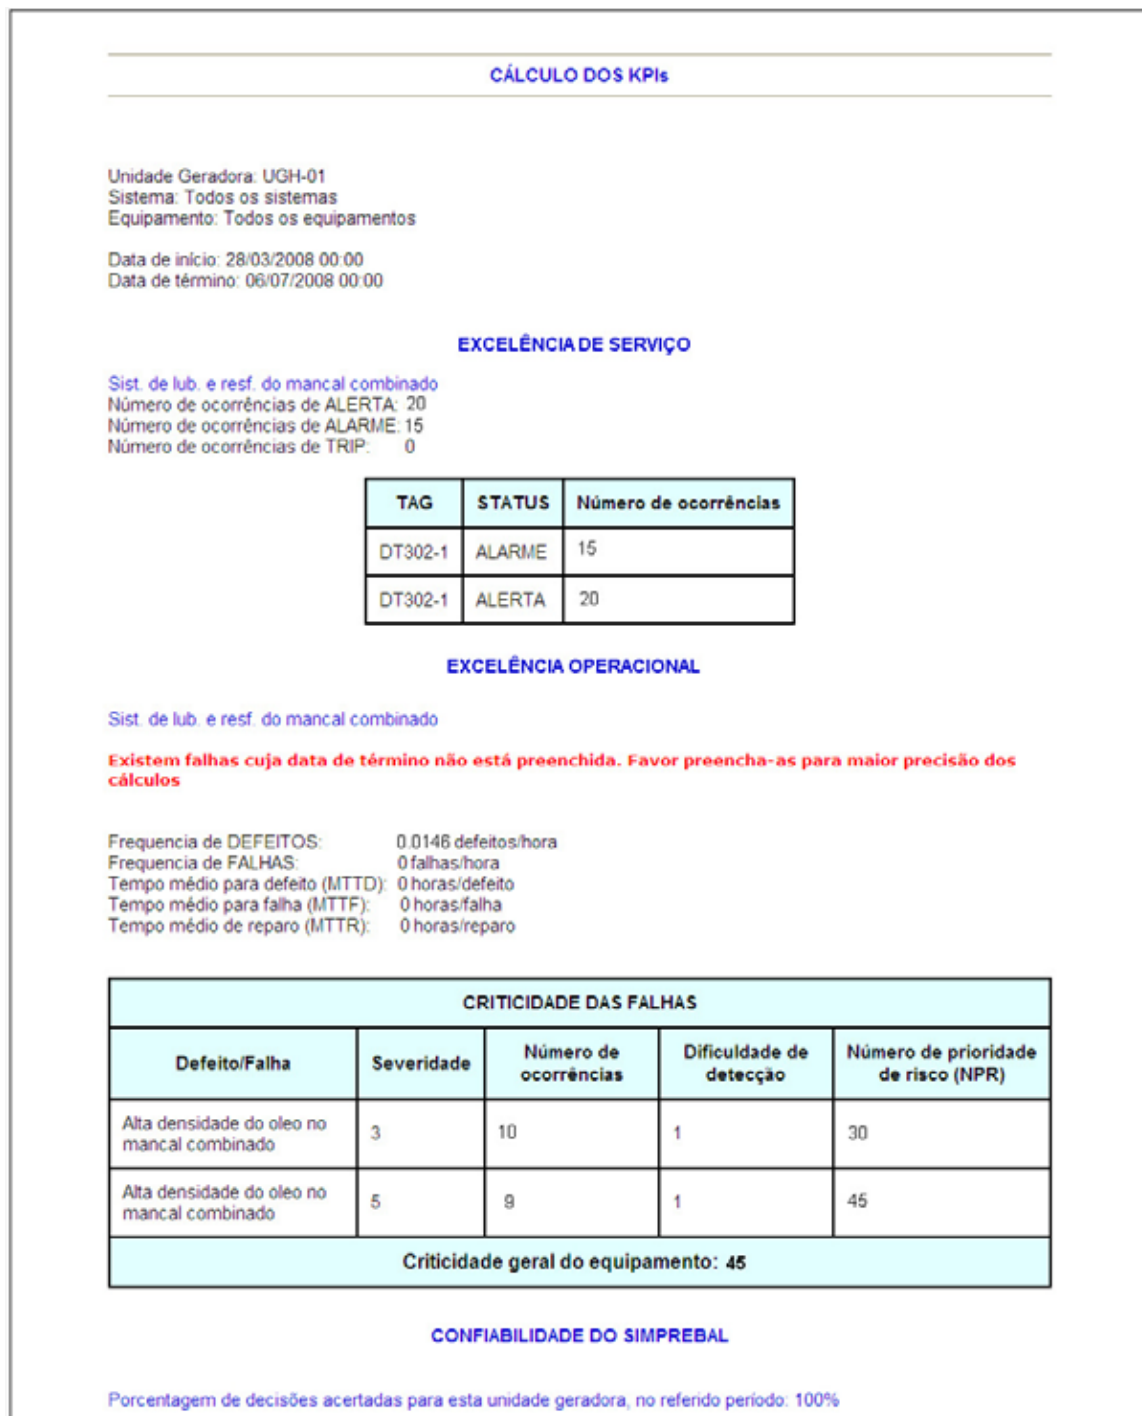 CÁLCULO DOS KPIs
Unidade Geradora: UGH-01
Sistema: Todos os sistemas
Equipamento: Todos os equipamentos
Data de início: 28/03/2008 00:00
Data de término: 06/07/2008 00:00
EXCELÊNCIA DE SERVIÇO
Sist. de lub. e resf. do mancal combinado
Número de ocorrências de ALERTA: 20
Número de ocorrências de ALARME: 15
Número de ocorrências de TRIP: 0
TAG STATUS Número de ocorrências
DT302-1 ALARME 15
DT302-1 ALERTA 20
EXCELÊNCIA OPERACIONAL
Sist. de lub. e resf. do mancal combinado
Existem falhas cuja data de término não está preenchida. Favor preencha-as para maior precisão dos
cálculos
Frequencia de DEFEITOS: 0.0146 defeitos/hora
Frequencia de FALHAS: 0 falhas/hora
Tempo médio para defeito (MTTD): 0 horas/defeito
Tempo médio para falha (MTTF): 0 horas/falha
Tempo médio de reparo (MTTR): 0 horas/reparo
CRITICIDADE DAS FALHAS
Defeito/Falha Severidade Número de ocorrências Dificuldade de detecção Número de prioridade de risco (NPR)
Alta densidade do oleo no mancal combinado 3 10 1 30
Alta densidade do oleo no mancal combinado 5 9 1 45
Criticidade geral do equipamento: 45
CONFIABILIDADE DO SIMPREBAL
Porcentagem de decisões acertadas para esta unidade geradora, no referido período: 100%